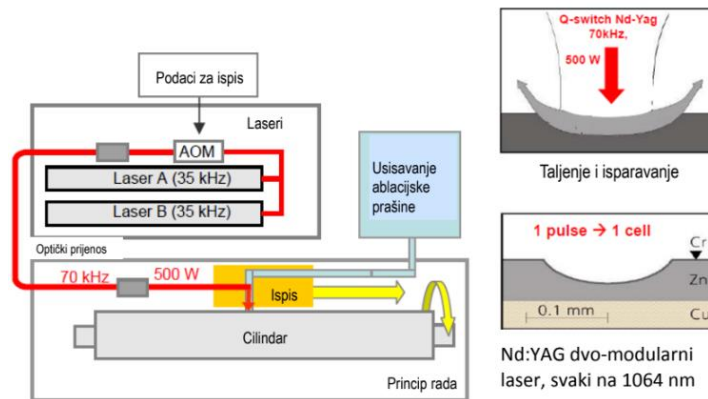 Podaci za ispis
Laseri
AOM
Laser A (35 kHz)
Laser B (35 kHz)
Usisavanje
ablacijske
prašine
Optički prijenos
70 kHz
500 W
Ispis
Cilindar
Princip rada
Q-switch Nd-Yag
70kHz,
500 W
Taljenje i isparavanje
1 pulse → 1 cell
Cr
Zn
0.1 mm
Cu
Nd:YAG dvo-modularni
laser, svaki na 1064 nm